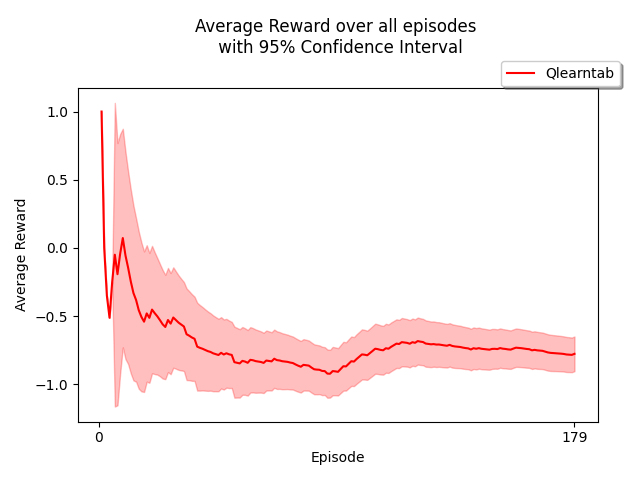 Average Reward over all episodes
with 95% Confidence Interval
Qlearntab
1.0
0.5
0.0
−0.5
−1.0
Average Reward
0
179
Episode